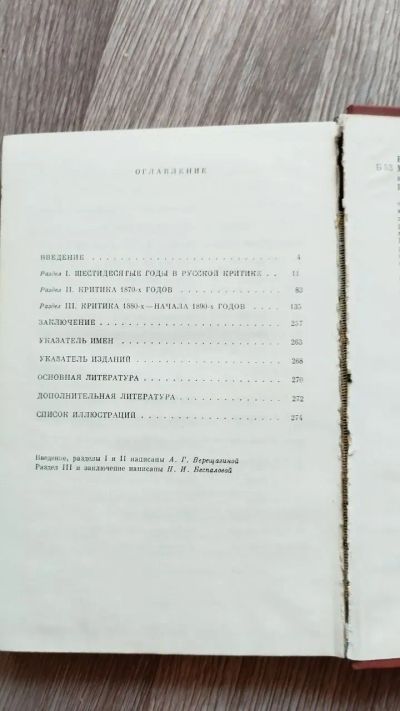 ОГЛАВЛЕНИЕ
ВВЕДЕНИЕ 4
Раздел I. ШЕСТИДЕСЯТЫЕ ГОДЫ В РУССКОЙ КРИТИКЕ 11
Раздел II. КРИТИКА 1870-х ГОДОВ 83
Раздел III. КРИТИКА 1880-х—НАЧАЛА 1890-х ГОДОВ 135
ЗАКЛЮЧЕНИЕ 257
УКАЗАТЕЛЬ ИМЕН 263
УКАЗАТЕЛЬ ИЗДАНИЙ 268
ОСНОВНАЯ ЛИТЕРАТУРА 270
ДОПОЛНИТЕЛЬНАЯ ЛИТЕРАТУРА 272
СПИСОК ИЛЛЮСТРАЦИЙ 274
Введение, разделы I и II написаны А. Г. Верещагиной
Раздел III и заключение написаны Н. И. Беспаловой
Б 53